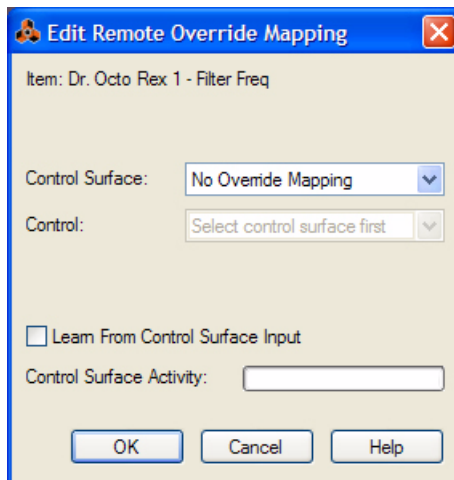 Edit Remote Override Mapping
Item: Dr. Octo Rex 1 - Filter Freq
Control Surface: No Override Mapping
Control: Select control surface first
Learn From Control Surface Input
Control Surface Activity:
OK Cancel Help